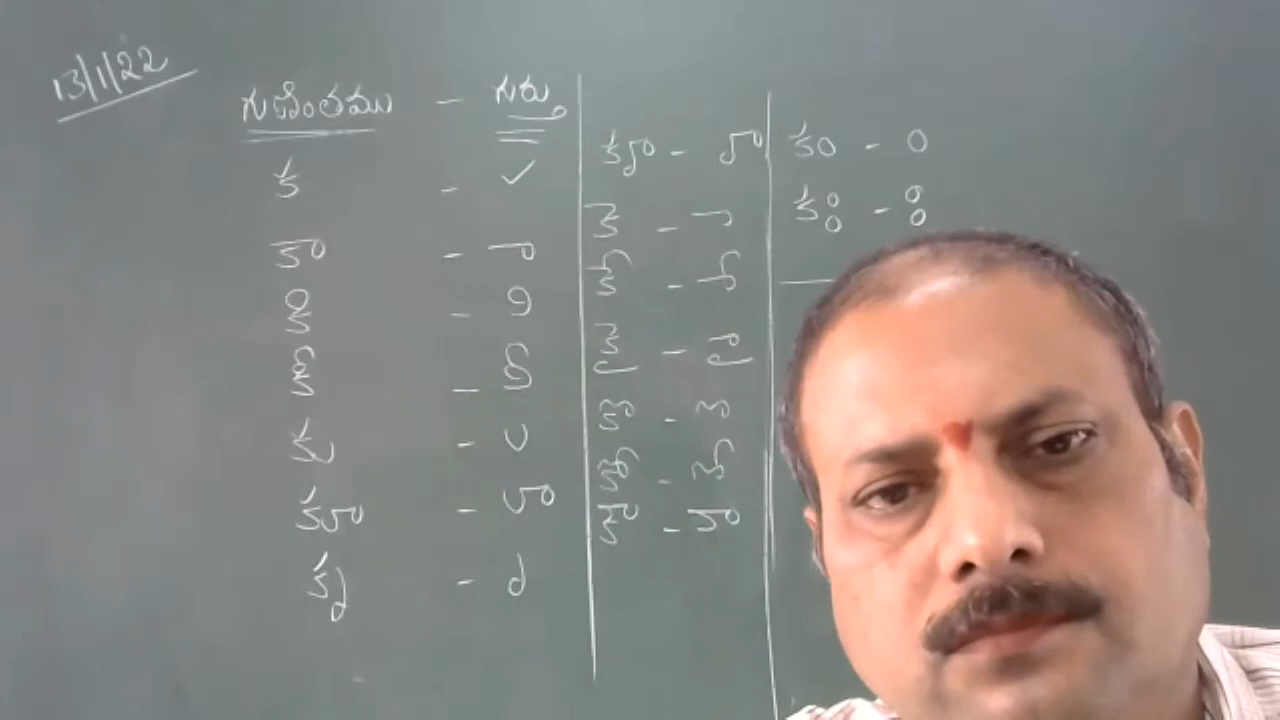 13/1/22
గుణింతము - గుర్తు
క - ✓
కా - ా
కి - ి
కీ - ీ
కు - ు
కూ - ూ
కృ - ృ
కౄ - ౄ
కె - ె
కే - ే
కై - ై
కొ - ొ
కో - ో
కౌ - ౌ
కం - ం
కః - ః